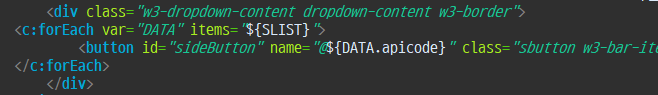 <div class="w3-dropdown-content dropdown-content w3-border">
<c:forEach var="DATA" items="${SLIST}">
<button id="sideButton" name="@${DATA.apicode}" class="sbutton w3-bar-ite
</c:forEach>
</div>